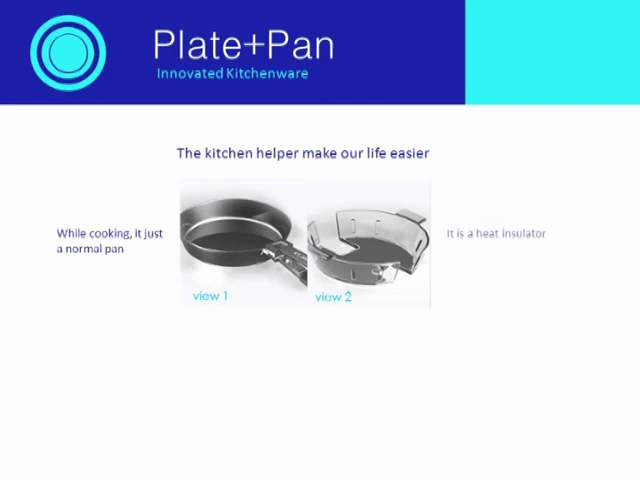 Plate+Pan
Innovated Kitchenware
The kitchen helper make our life easier
While cooking, it just
a normal pan
It is a heat insulator
view 1
view 2